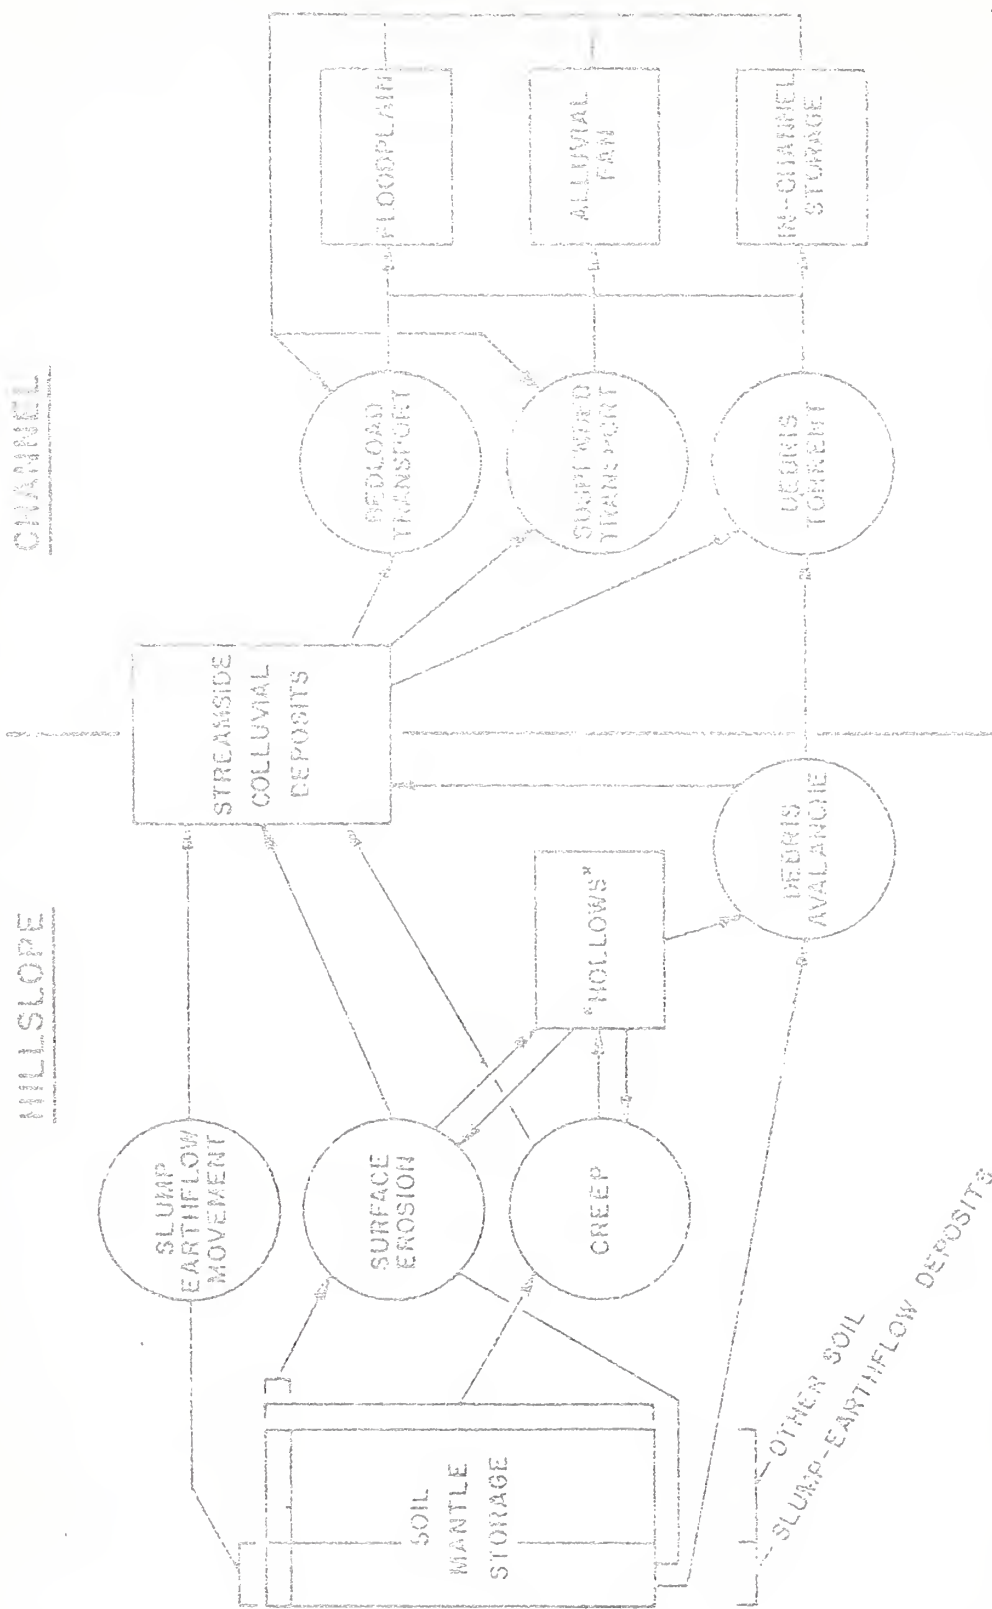 HILLSLOPE
CHANNEL
SLUMP
EARTHFLOW
MOVEMENT
STREAMSIDE
COLLUVIAL
DEPOSITS
BEDLOAD
TRANSPORT
FLOODPLAIN
SURFACE
EROSION
SUSPENDED
TRANSPORT
ALLUVIAL
FAN
SOIL
MANTLE
STORAGE
CREEP
"HOLLOWS"
DEBRIS
AVALANCHE
DEBRIS
TORRENT
IN-CHANNEL
STORAGE
OTHER SOIL
SLUMP-EARTHFLOW DEPOSITS